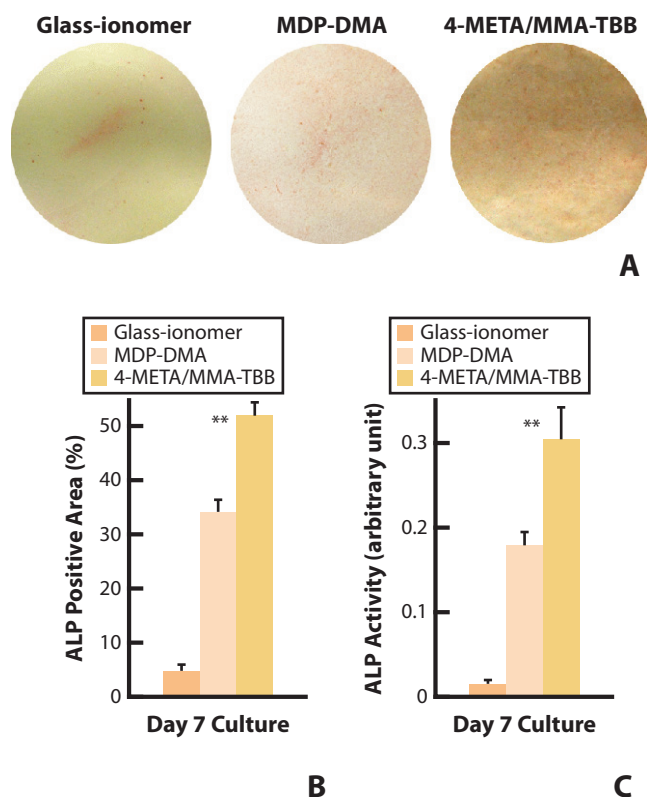 Glass-ionomer MDP-DMA 4-META/MMA-TBB
A
Glass-ionomer
MDP-DMA
4-META/MMA-TBB
ALP Positive Area (%)
50
40
30
20
10
0
**
Day 7 Culture
B
Glass-ionomer
MDP-DMA
4-META/MMA-TBB
ALP Activity (arbitrary unit)
0.3
0.2
0.1
0
**
Day 7 Culture
C